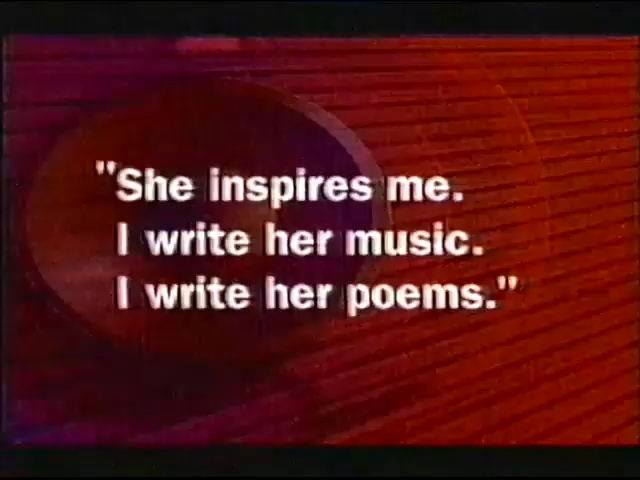 "She inspires me.
I write her music.
I write her poems."